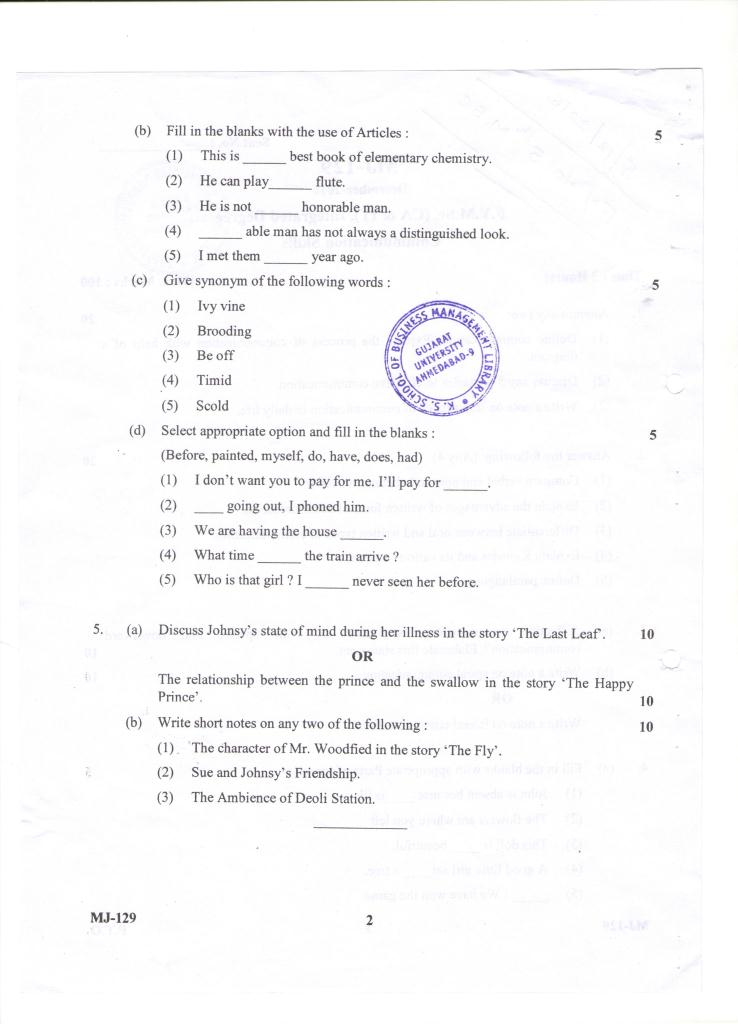 (b) Fill in the blanks with the use of Articles : 5
(1) This is ______ best book of elementary chemistry.
(2) He can play______ flute.
(3) He is not ______ honorable man.
(4) ______ able man has not always a distinguished look.
(5) I met them ______ year ago.
(c) Give synonym of the following words : 5
(1) Ivy vine
(2) Brooding
(3) Be off
(4) Timid
(5) Scold
K. S. SCHOOL OF BUSINESS MANAGEMENT LIBRARY
GUJARAT
UNIVERSITY
AHMEDABAD-9
(d) Select appropriate option and fill in the blanks : 5
(Before, painted, myself, do, have, does, had)
(1) I don't want you to pay for me. I'll pay for ______.
(2) ____ going out, I phoned him.
(3) We are having the house ______.
(4) What time ______ the train arrive ?
(5) Who is that girl ? I ______ never seen her before.
5. (a) Discuss Johnsy's state of mind during her illness in the story 'The Last Leaf'. 10
OR
The relationship between the prince and the swallow in the story 'The Happy
Prince'. 10
(b) Write short notes on any two of the following : 10
(1) The character of Mr. Woodfied in the story 'The Fly'.
(2) Sue and Johnsy's Friendship.
(3) The Ambience of Deoli Station.
MJ-129 2